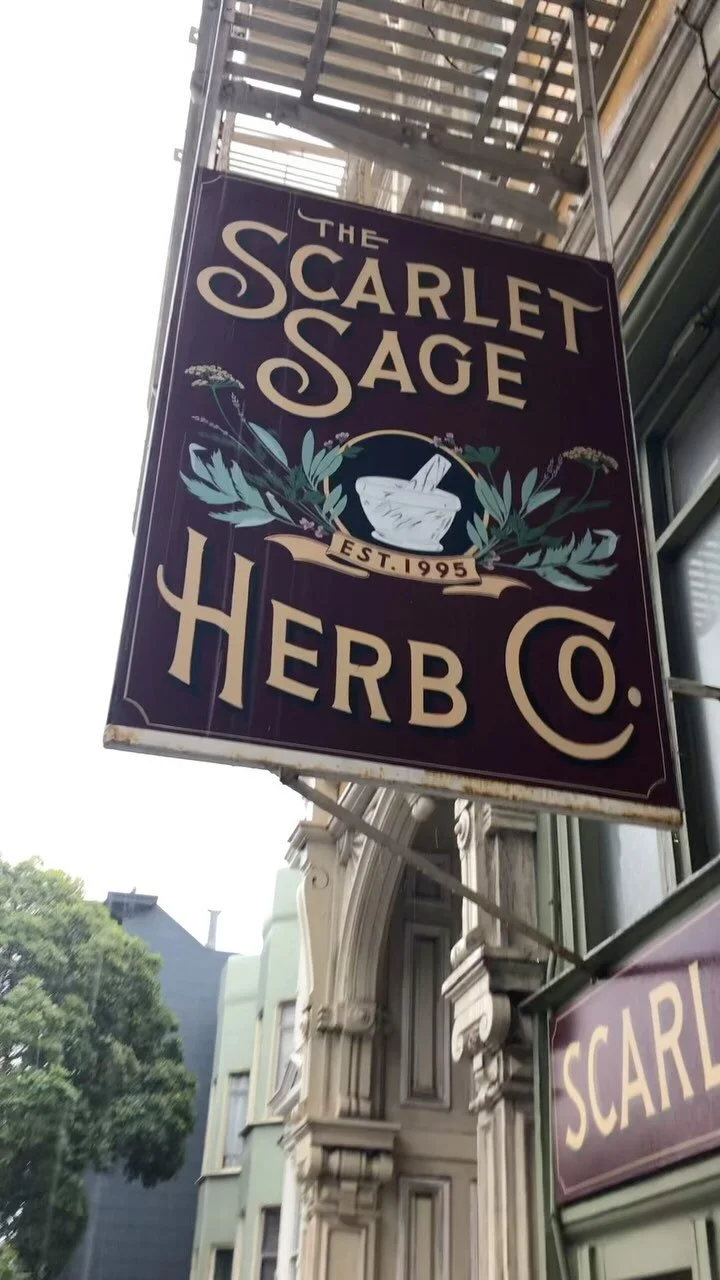 THE
SCARLET
SAGE
EST. 1995
HERB CO.
SCARL